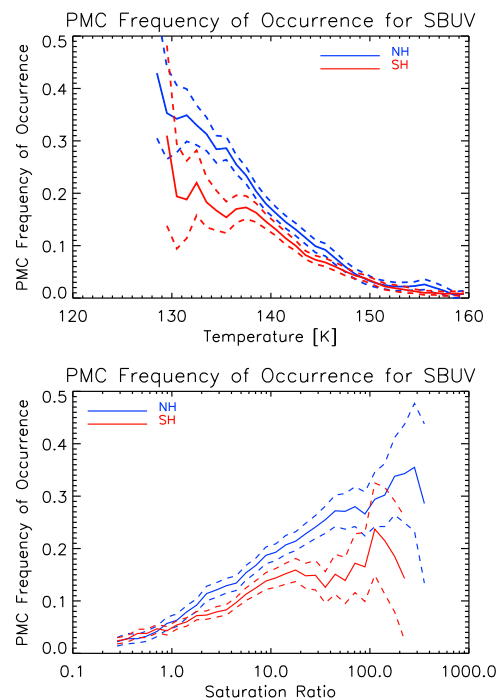 PMC Frequency of Occurrence for SBUV
NH
SH
PMC Frequency of Occurrence
0.5
0.4
0.3
0.2
0.1
0.0
120 130 140 150 160
Temperature [K]
PMC Frequency of Occurrence for SBUV
NH
SH
PMC Frequency of Occurrence
0.5
0.4
0.3
0.2
0.1
0.0
0.1 1.0 10.0 100.0 1000.0
Saturation Ratio